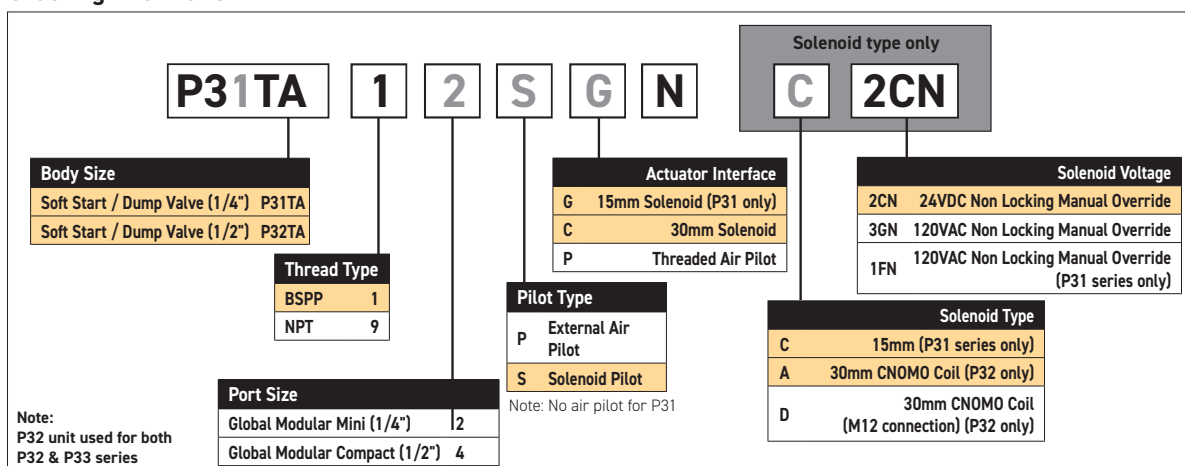 Solenoid type only
P31TA 1 2 S G N C 2CN
Body Size
Soft Start / Dump Valve (1/4") P31TA
Soft Start / Dump Valve (1/2") P32TA
Thread Type
BSPP 1
NPT 9
Port Size
Global Modular Mini (1/4") 2
Global Modular Compact (1/2") 4
Pilot Type
P External Air
Pilot
S Solenoid Pilot
Note: No air pilot for P31
Actuator Interface
G 15mm Solenoid (P31 only)
C 30mm Solenoid
P Threaded Air Pilot
Solenoid Voltage
2CN 24VDC Non Locking Manual Override
3GN 120VAC Non Locking Manual Override
1FN 120VAC Non Locking Manual Override
(P31 series only)
Solenoid Type
C 15mm (P31 series only)
A 30mm CNOMO Coil (P32 only)
D 30mm CNOMO Coil
(M12 connection) (P32 only)
Note:
P32 unit used for both
P32 & P33 series